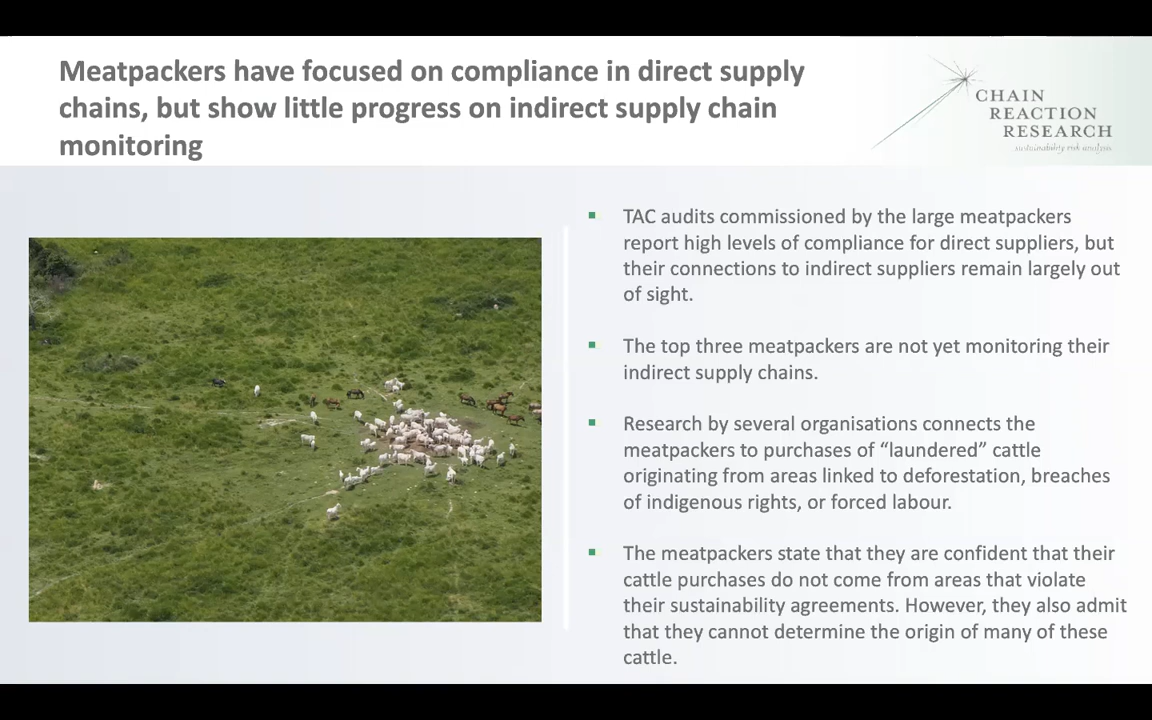 Meatpackers have focused on compliance in direct supply
chains, but show little progress on indirect supply chain
monitoring
CHAIN
REACTION
RESEARCH
sustainability risk analysis
TAC audits commissioned by the large meatpackers
report high levels of compliance for direct suppliers, but
their connections to indirect suppliers remain largely out
of sight.
The top three meatpackers are not yet monitoring their
indirect supply chains.
Research by several organisations connects the
meatpackers to purchases of “laundered” cattle
originating from areas linked to deforestation, breaches
of indigenous rights, or forced labour.
The meatpackers state that they are confident that their
cattle purchases do not come from areas that violate
their sustainability agreements. However, they also admit
that they cannot determine the origin of many of these
cattle.